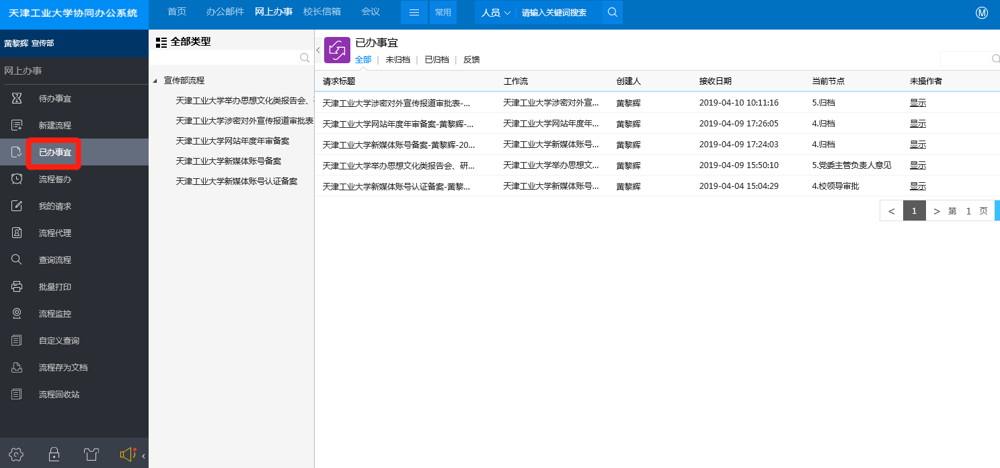 天津工业大学协同办公系统
首页 办公邮件 网上办事 校长信箱 会议 常用 人员 请输入关键词搜索 M
黄黎辉 宣传部
网上办事
待办事宜
新建流程
已办事宜
流程督办
我的请求
流程代理
查询流程
批量打印
流程监控
自定义查询
流程存为文档
流程回收站
全部类型
宣传部流程
天津工业大学举办思想文化类报告会、
天津工业大学涉密对外宣传报道审批表
天津工业大学网站年度年审备案
天津工业大学新媒体账号备案
天津工业大学新媒体账号认证备案
已办事宜
全部 | 未归档 | 已归档 | 反馈
请求标题 工作流 创建人 接收日期 当前节点 未操作者
天津工业大学涉密对外宣传报道审批表-... 天津工业大学涉密对外宣... 黄黎辉 2019-04-10 10:11:16 5.归档 显示
天津工业大学网站年度年审备案-黄黎辉-... 天津工业大学网站年度年... 黄黎辉 2019-04-09 17:26:05 4.归档 显示
天津工业大学新媒体账号备案-黄黎辉-20... 天津工业大学新媒体账号... 黄黎辉 2019-04-09 17:24:03 4.归档 显示
天津工业大学举办思想文化类报告会、研... 天津工业大学举办思想文... 黄黎辉 2019-04-09 15:50:10 5.党委主管负责人意见 显示
天津工业大学新媒体账号认证备案-黄黎... 天津工业大学新媒体账号... 黄黎辉 2019-04-04 15:04:29 4.校领导审批 显示
< 1 > 第 1 页